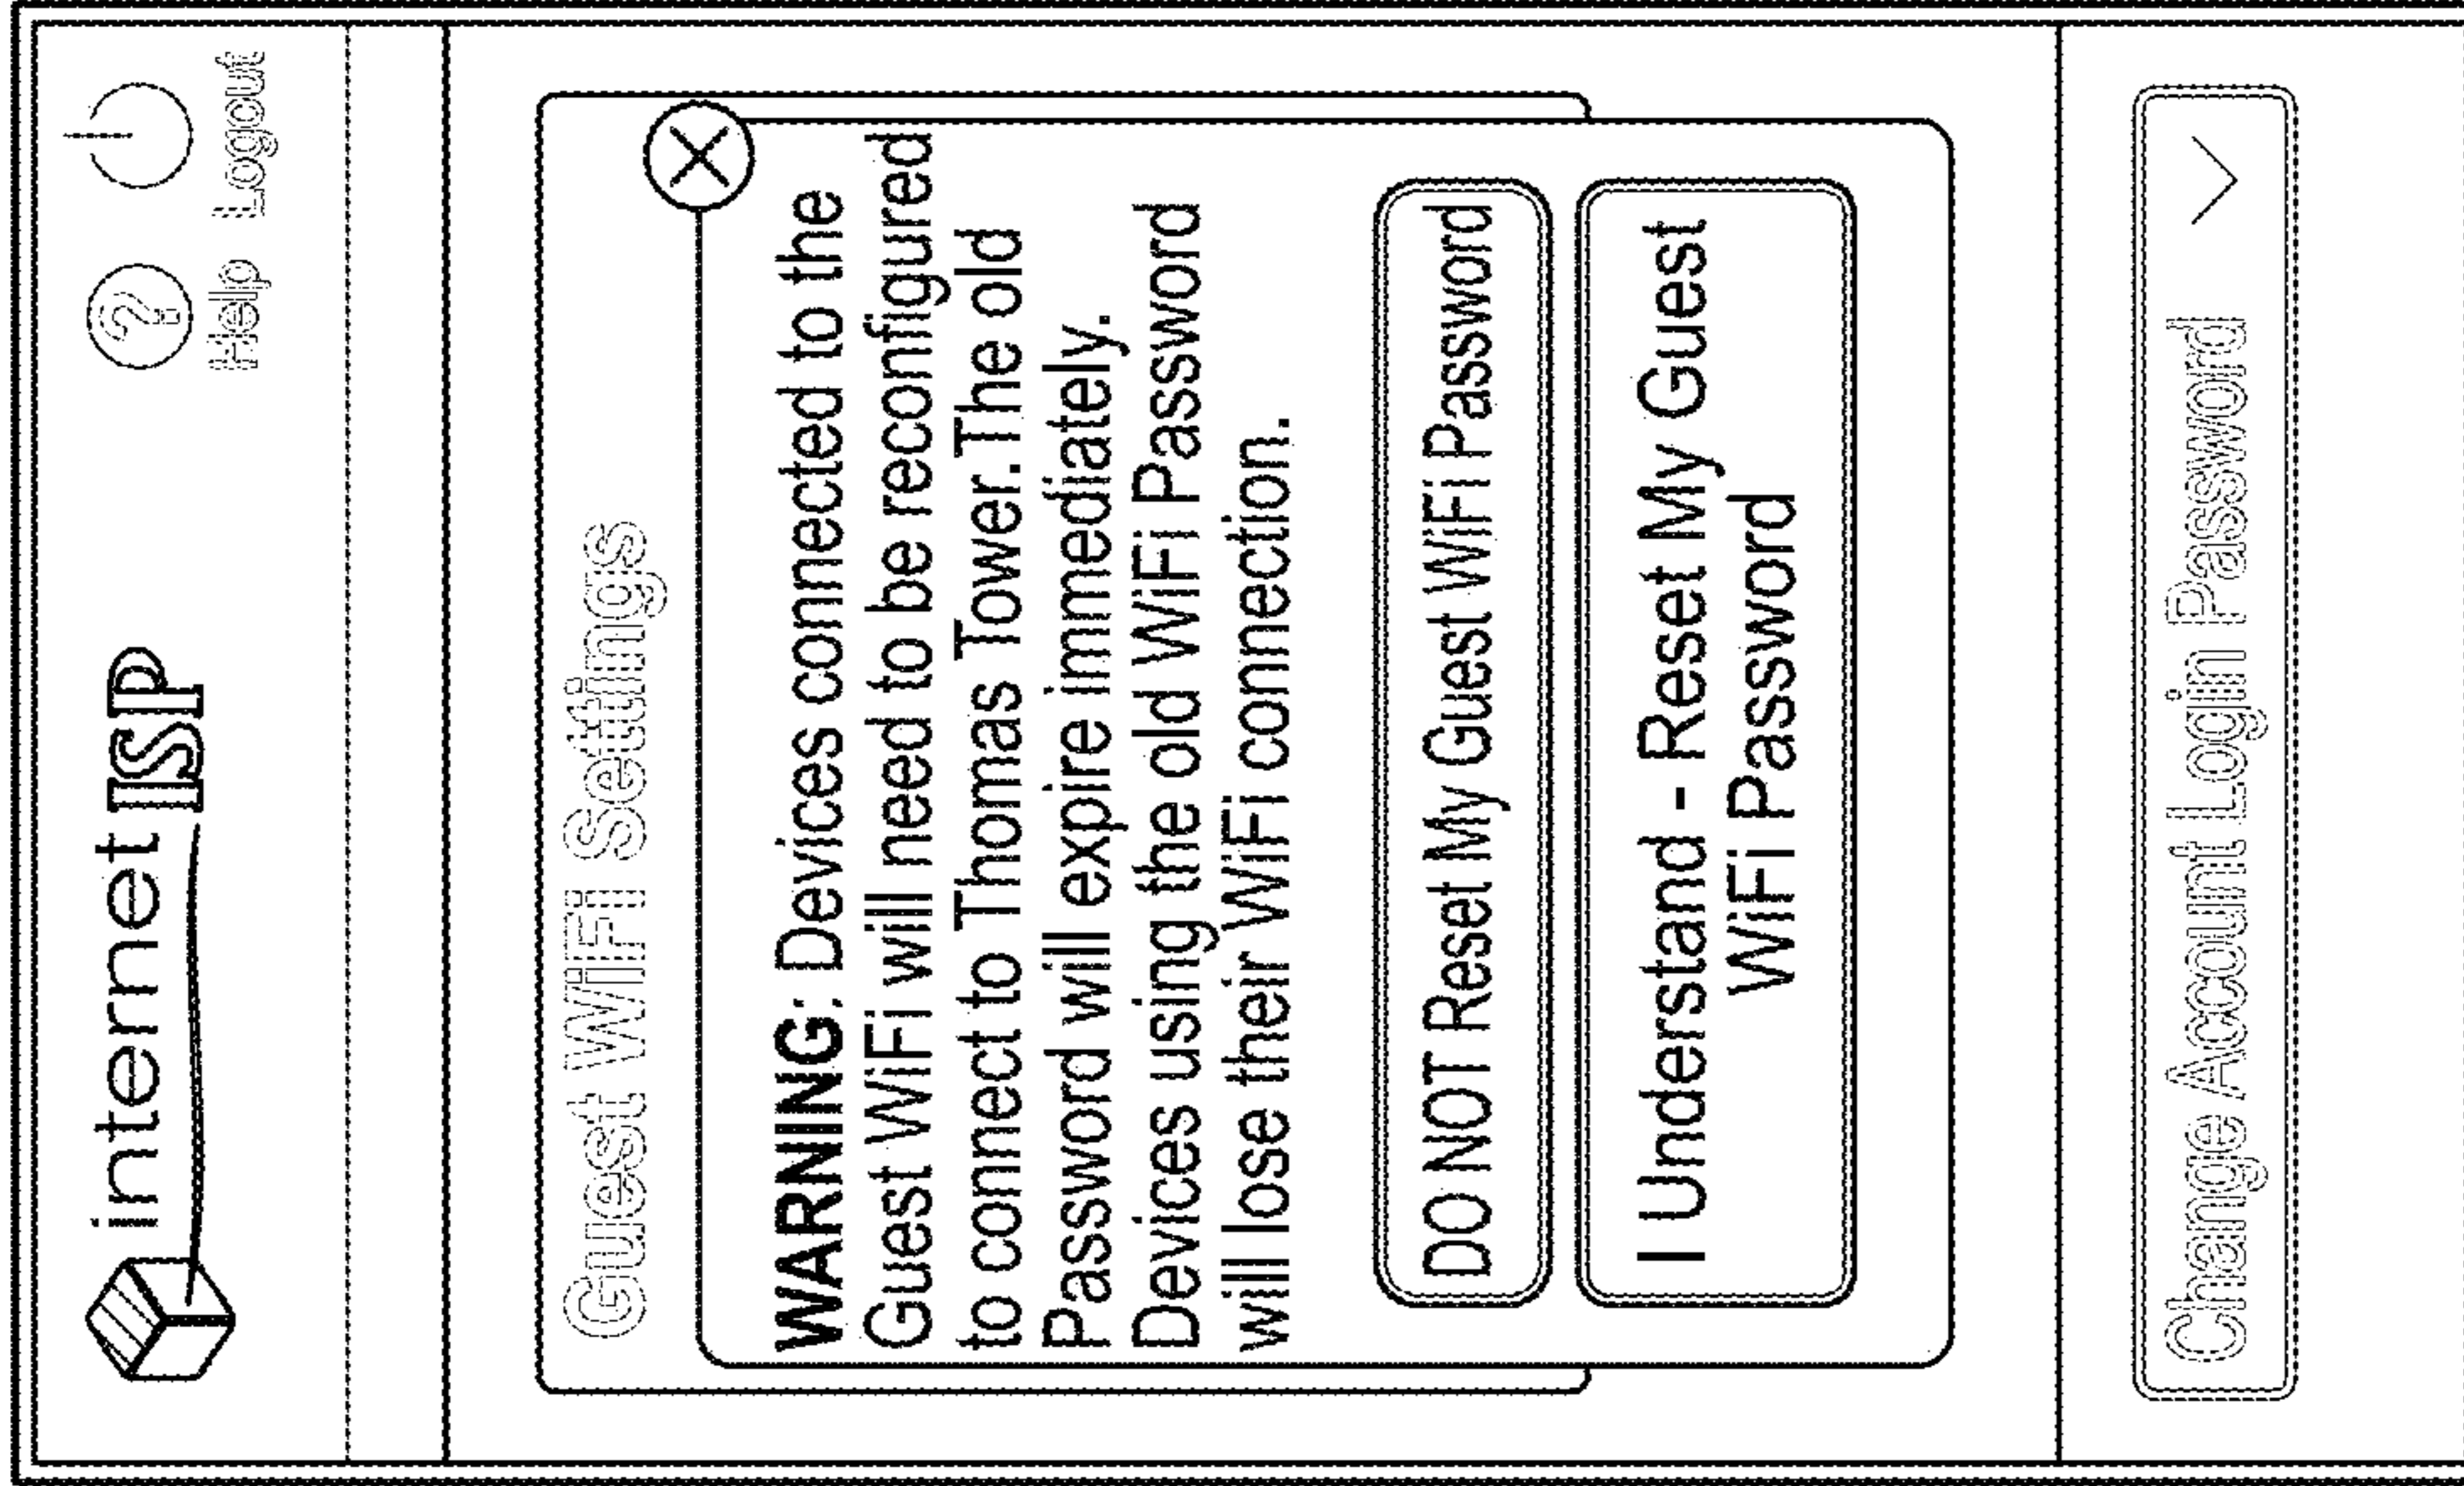 internet ISP
?
Help Logout
Guest WiFi Settings
WARNING: Devices connected to the
Guest WiFi will need to be reconfigured
to connect to Thomas Tower.The old
Password will expire immediately.
Devices using the old WiFi Password
will lose their WiFi connection.
DO NOT Reset My Guest WiFi Password
I Understand - Reset My Guest
WiFi Password
Change Account Login Password